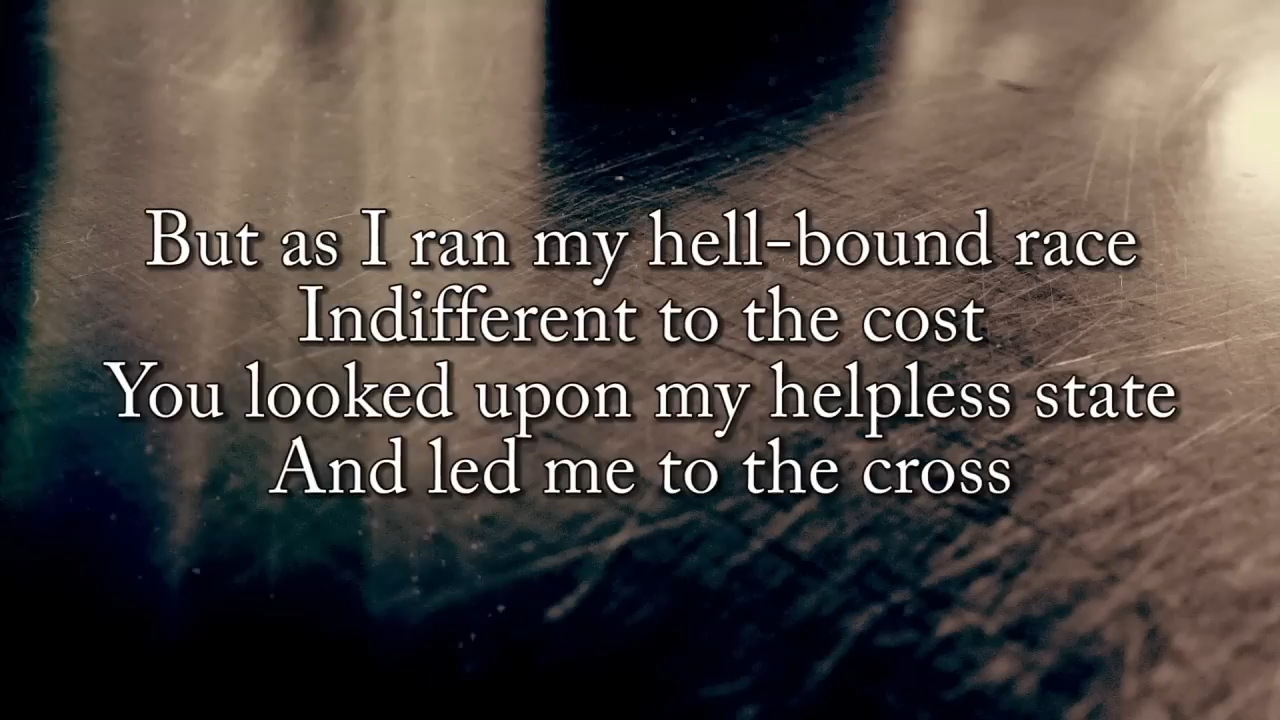 But as I ran my hell-bound race
Indifferent to the cost
You looked upon my helpless state
And led me to the cross